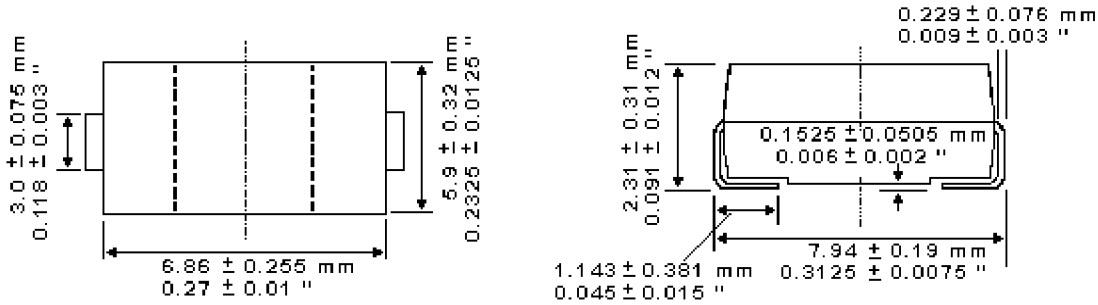 3.0 ± 0.075 mm
0.118 ± 0.003 "
5.9 ± 0.32 mm
0.2325 ± 0.0125 "
6.86 ± 0.255 mm
0.27 ± 0.01 "
0.229 ± 0.076 mm
0.009 ± 0.003 "
2.31 ± 0.31 mm
0.091 ± 0.012 "
0.1525 ± 0.0505 mm
0.006 ± 0.002 "
1.143 ± 0.381 mm
0.045 ± 0.015 "
7.94 ± 0.19 mm
0.3125 ± 0.0075 "